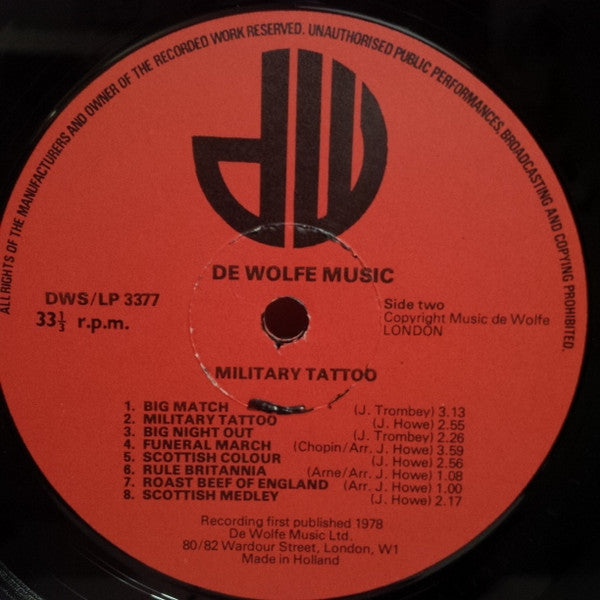 ALL RIGHTS OF THE MANUFACTURERS AND OWNER OF THE RECORDED WORK RESERVED. UNAUTHORISED PUBLIC PERFORMANCES, BROADCASTING AND COPYING PROHIBITED.
dW
DE WOLFE MUSIC
DWS/LP 3377
33⅓ r.p.m.
Side two
Copyright Music de Wolfe
LONDON
MILITARY TATTOO
1. BIG MATCH (J. Trombey) 3.13
2. MILITARY TATTOO (J. Howe) 2.55
3. BIG NIGHT OUT (J. Trombey) 2.26
4. FUNERAL MARCH (Chopin/Arr. J. Howe) 3.59
5. SCOTTISH COLOUR (J. Howe) 2.56
6. RULE BRITANNIA (Arne/Arr. J. Howe) 1.08
7. ROAST BEEF OF ENGLAND (Arr. J. Howe) 1.00
8. SCOTTISH MEDLEY (J. Howe) 2.17
Recording first published 1978
De Wolfe Music Ltd.
80/82 Wardour Street, London, W1
Made in Holland